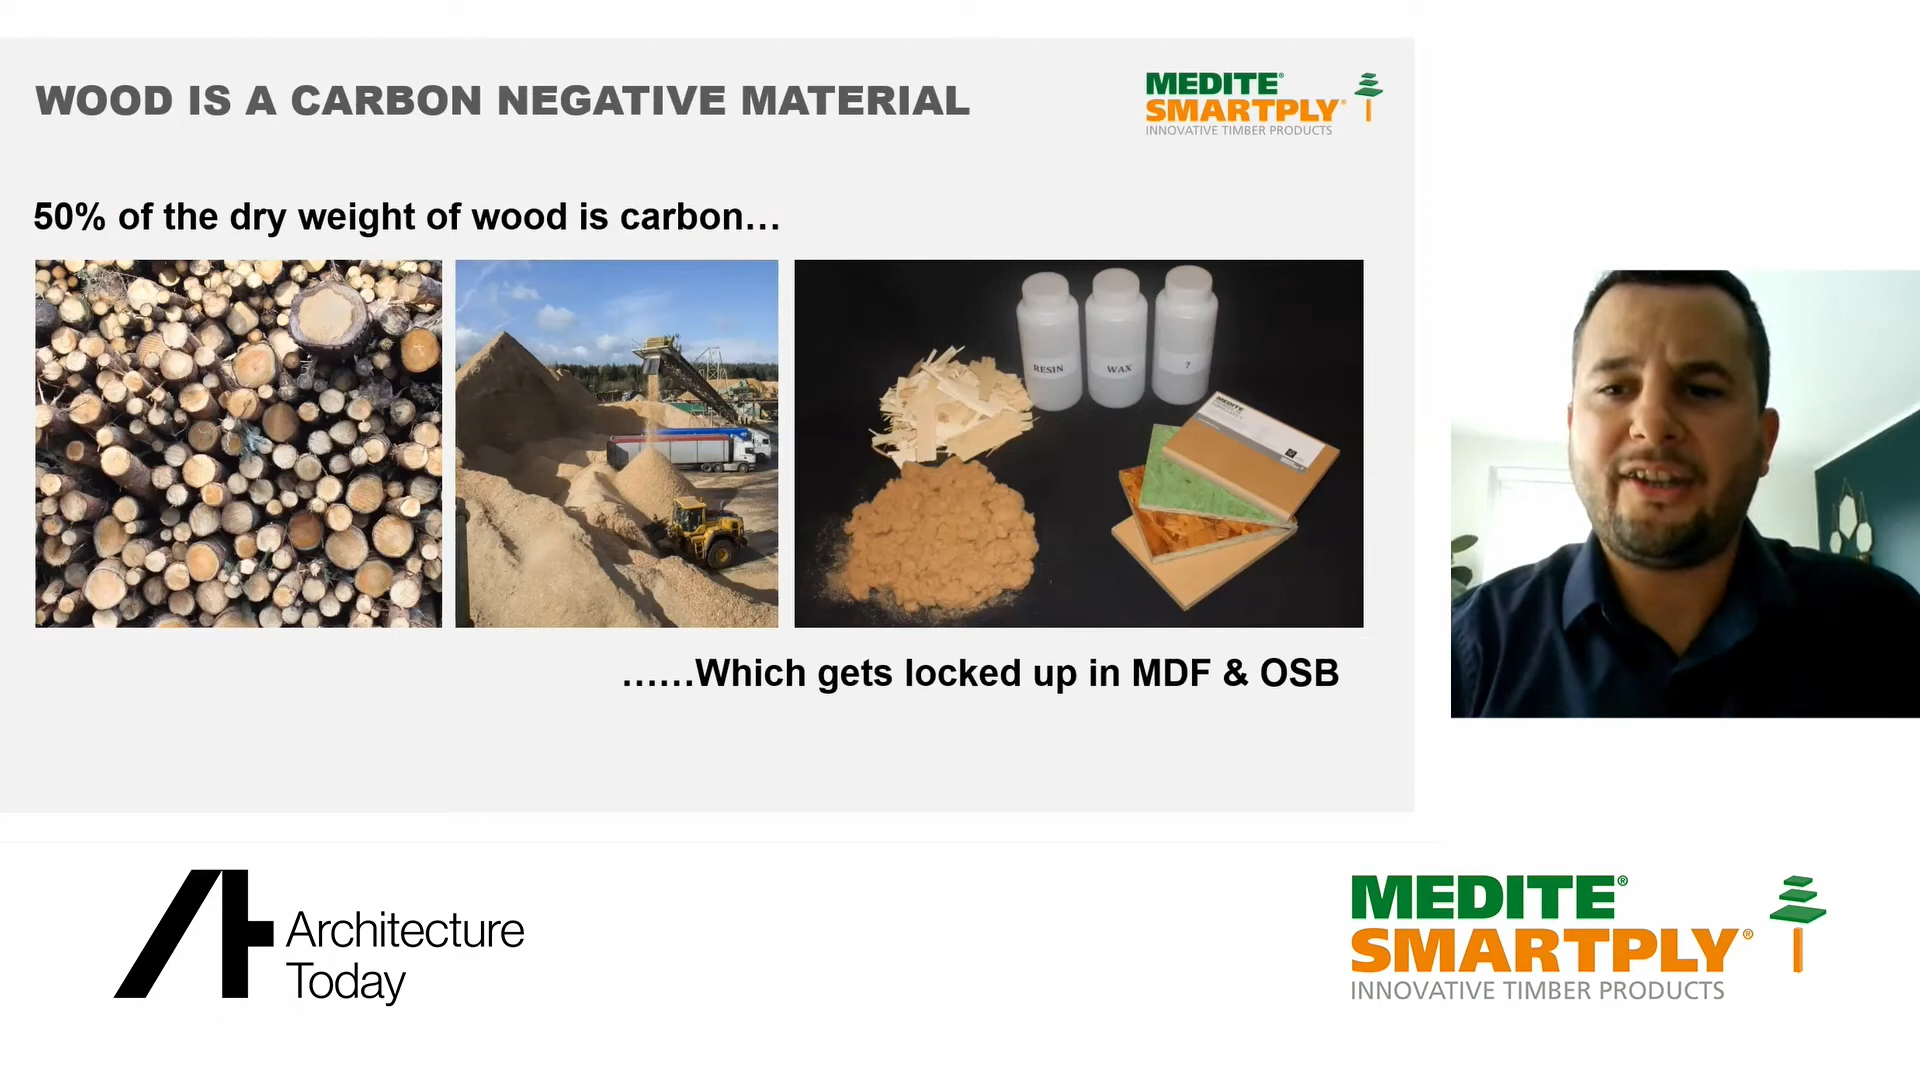 WOOD IS A CARBON NEGATIVE MATERIAL
MEDITE®
SMARTPLY®
INNOVATIVE TIMBER PRODUCTS
50% of the dry weight of wood is carbon…
RESIN
WAX
?
MEDITE
……Which gets locked up in MDF & OSB
Architecture
Today
MEDITE®
SMARTPLY®
INNOVATIVE TIMBER PRODUCTS